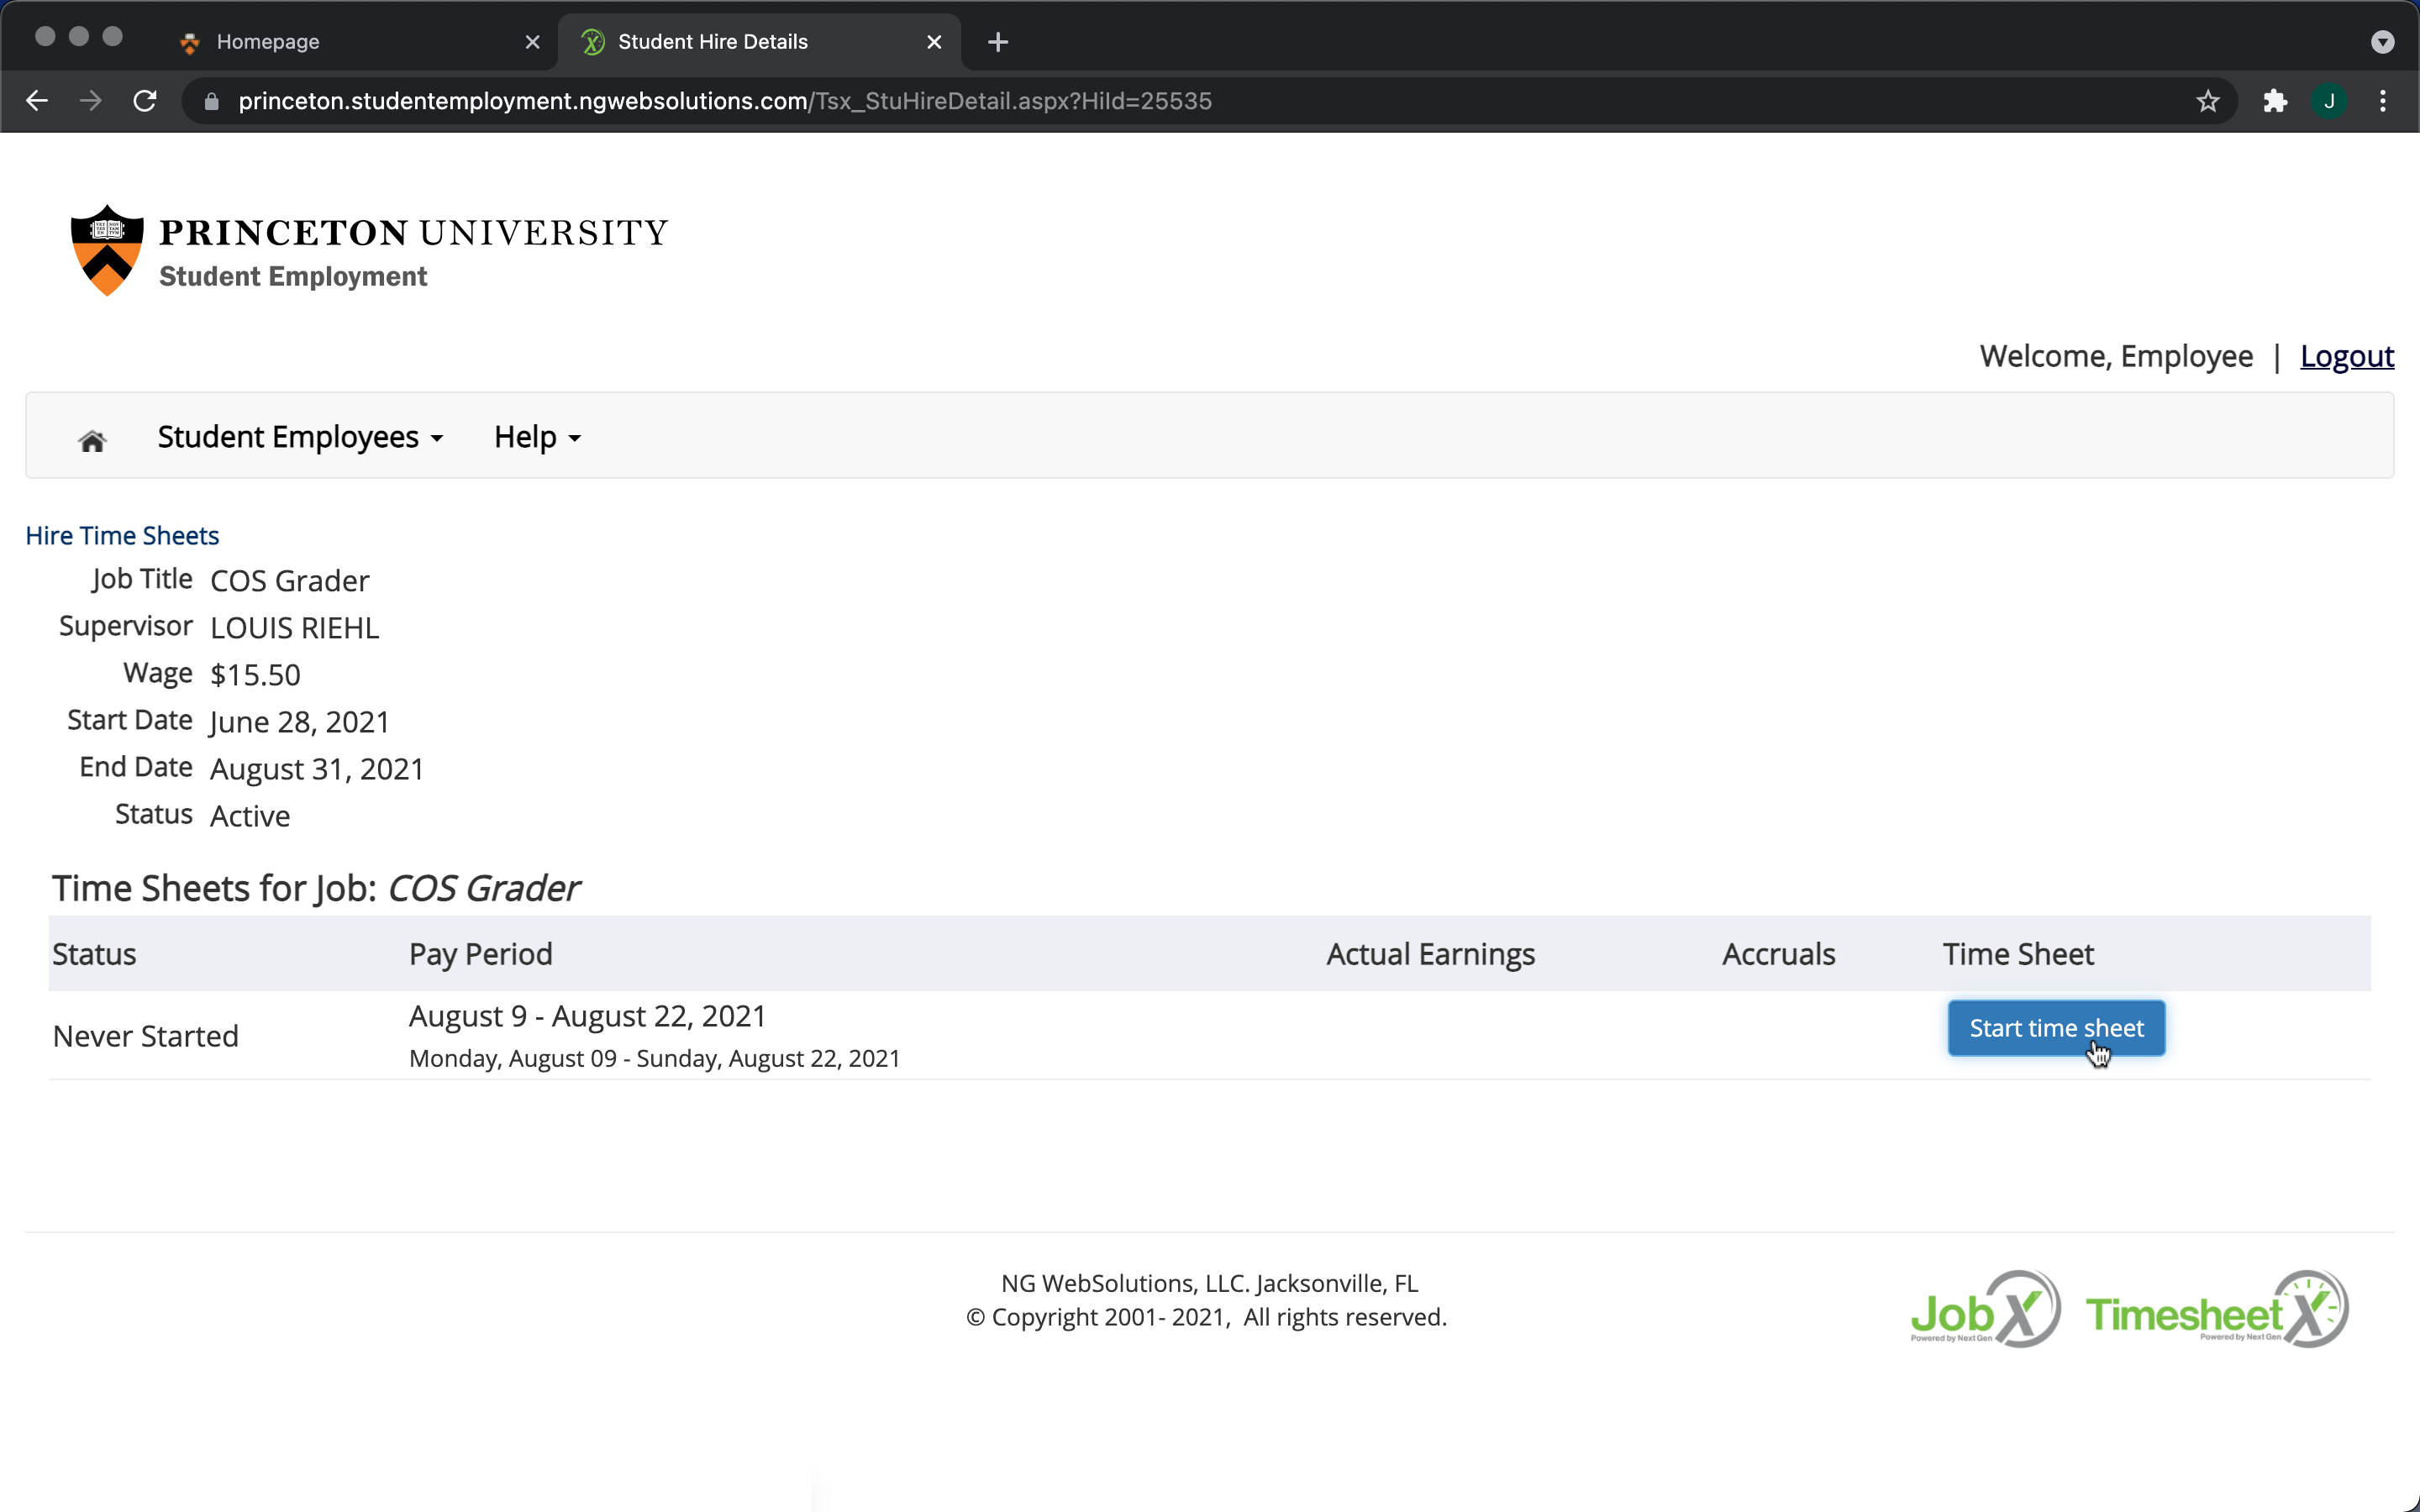 Homepage
Student Hire Details
princeton.studentemployment.ngwebsolutions.com/Tsx_StuHireDetail.aspx?HiId=25535
J
PRINCETON UNIVERSITY
Student Employment
Welcome, Employee | Logout
Student Employees Help
Hire Time Sheets
Job Title COS Grader
Supervisor LOUIS RIEHL
Wage $15.50
Start Date June 28, 2021
End Date August 31, 2021
Status Active
Time Sheets for Job: COS Grader
Status Pay Period Actual Earnings Accruals Time Sheet
Never Started August 9 - August 22, 2021 Start time sheet
Monday, August 09 - Sunday, August 22, 2021
NG WebSolutions, LLC. Jacksonville, FL
© Copyright 2001- 2021, All rights reserved.
JobX
Powered by Next Gen
TimesheetX
Powered by Next Gen